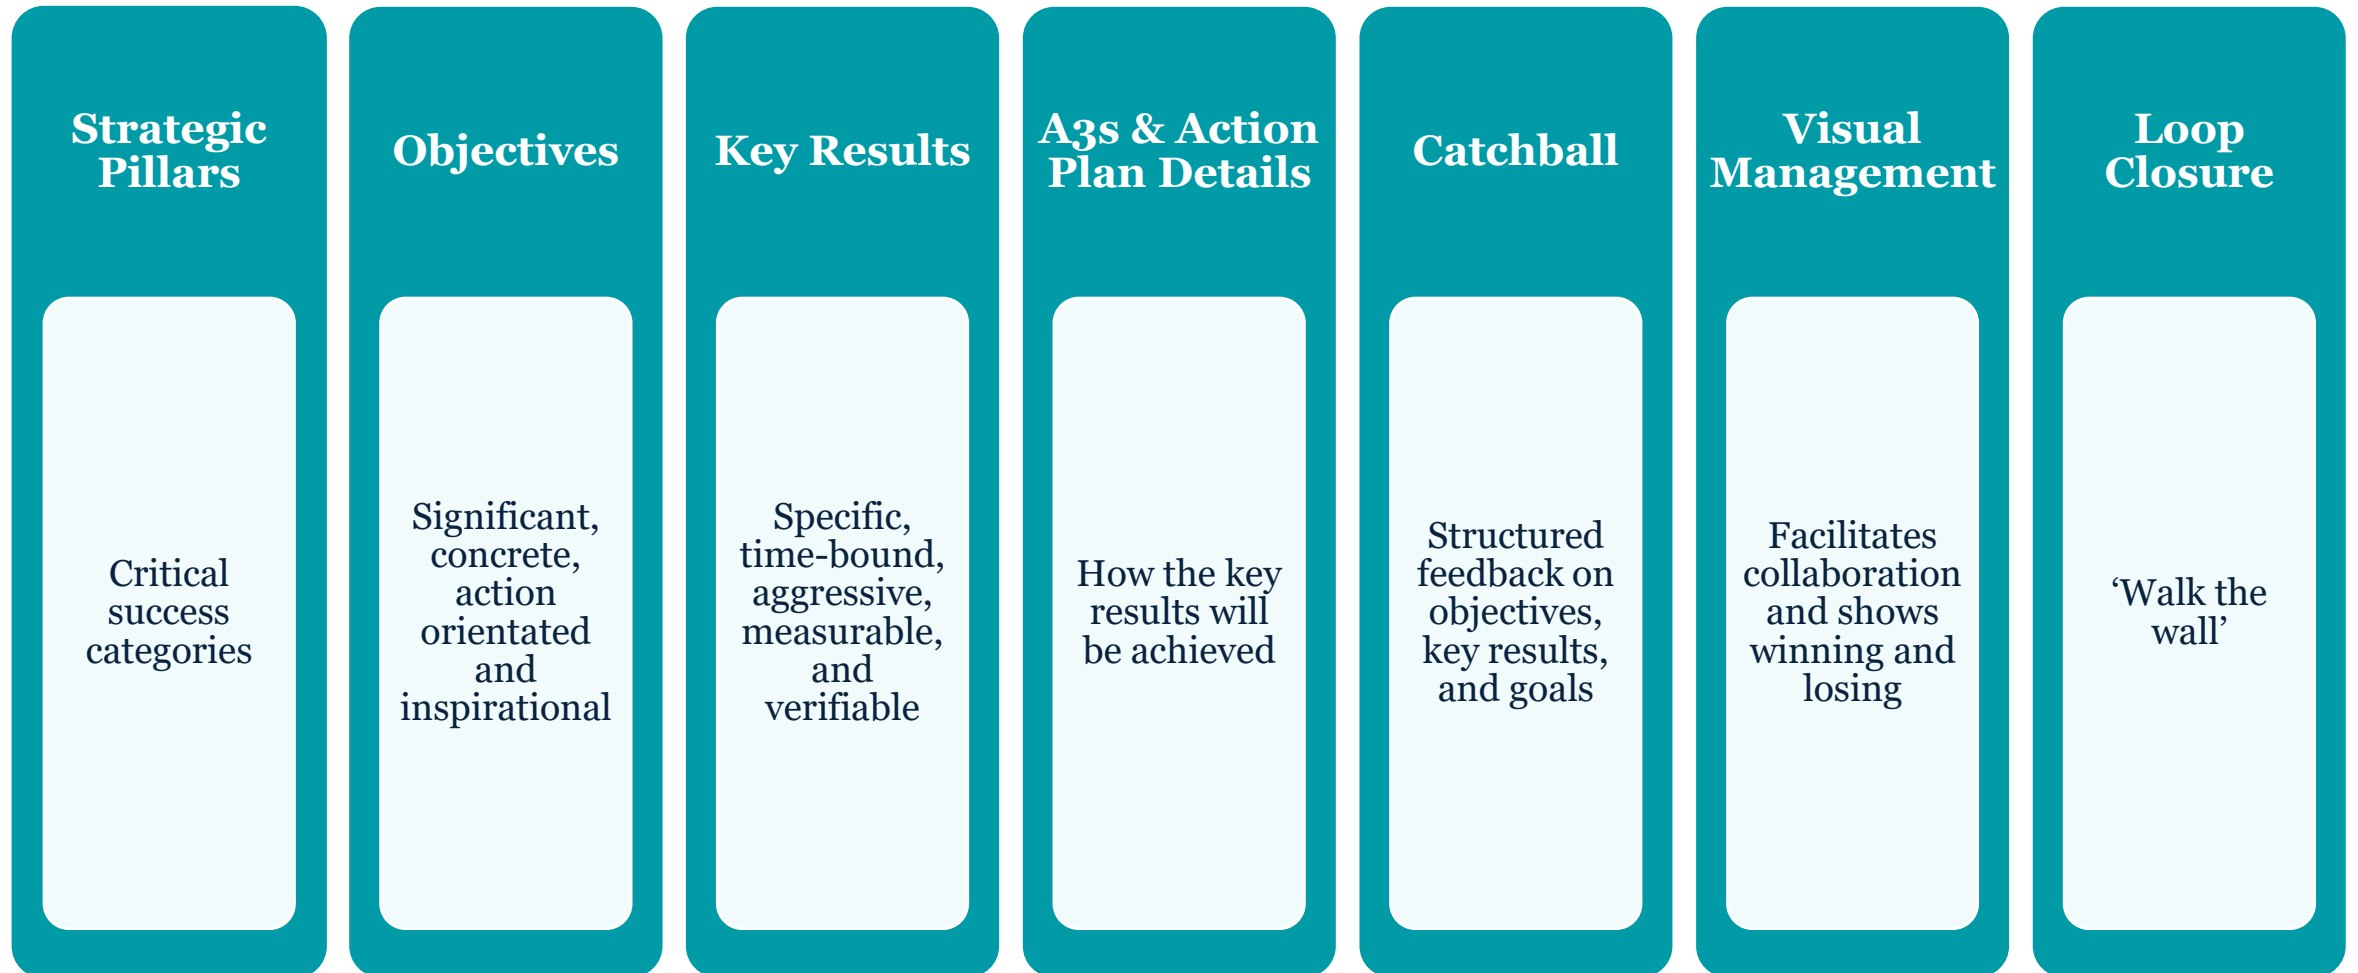 Strategic
Pillars
Critical
success
categories
Objectives
Significant,
concrete,
action
orientated
and
inspirational
Key Results
Specific,
time-bound,
aggressive,
measurable,
and
verifiable
A3s & Action
Plan Details
How the key
results will
be achieved
Catchball
Structured
feedback on
objectives,
key results,
and goals
Visual
Management
Facilitates
collaboration
and shows
winning and
losing
Loop
Closure
‘Walk the
wall’